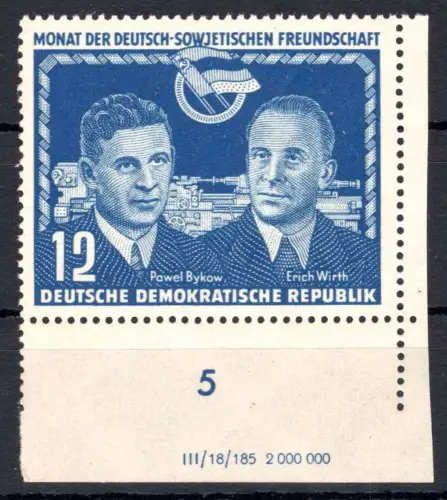 MONAT DER DEUTSCH-SOWJETISCHEN FREUNDSCHAFT
12
Pawel Bykow
Erich Wirth
DEUTSCHE DEMOKRATISCHE REPUBLIK
5
III/18/185 2 000 000